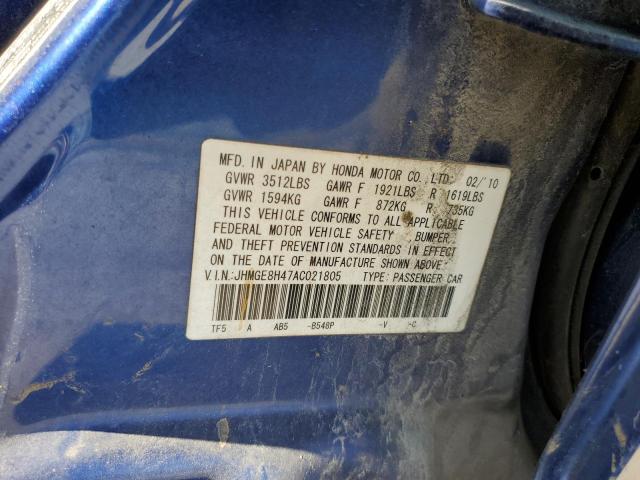 MFD. IN JAPAN BY HONDA MOTOR CO., LTD. 02/'10
GVWR 3512LBS GAWR F 1921LBS R 1619LBS
GVWR 1594KG GAWR F 872KG R 735KG
THIS VEHICLE CONFORMS TO ALL APPLICABLE
FEDERAL MOTOR VEHICLE SAFETY, BUMPER,
AND THEFT PREVENTION STANDARDS IN EFFECT
ON THE DATE OF MANUFACTURE SHOWN ABOVE.
V.I.N:JHMGE8H47AC021805 TYPE: PASSENGER CAR
TF5 A AB5 -B548P -V -C